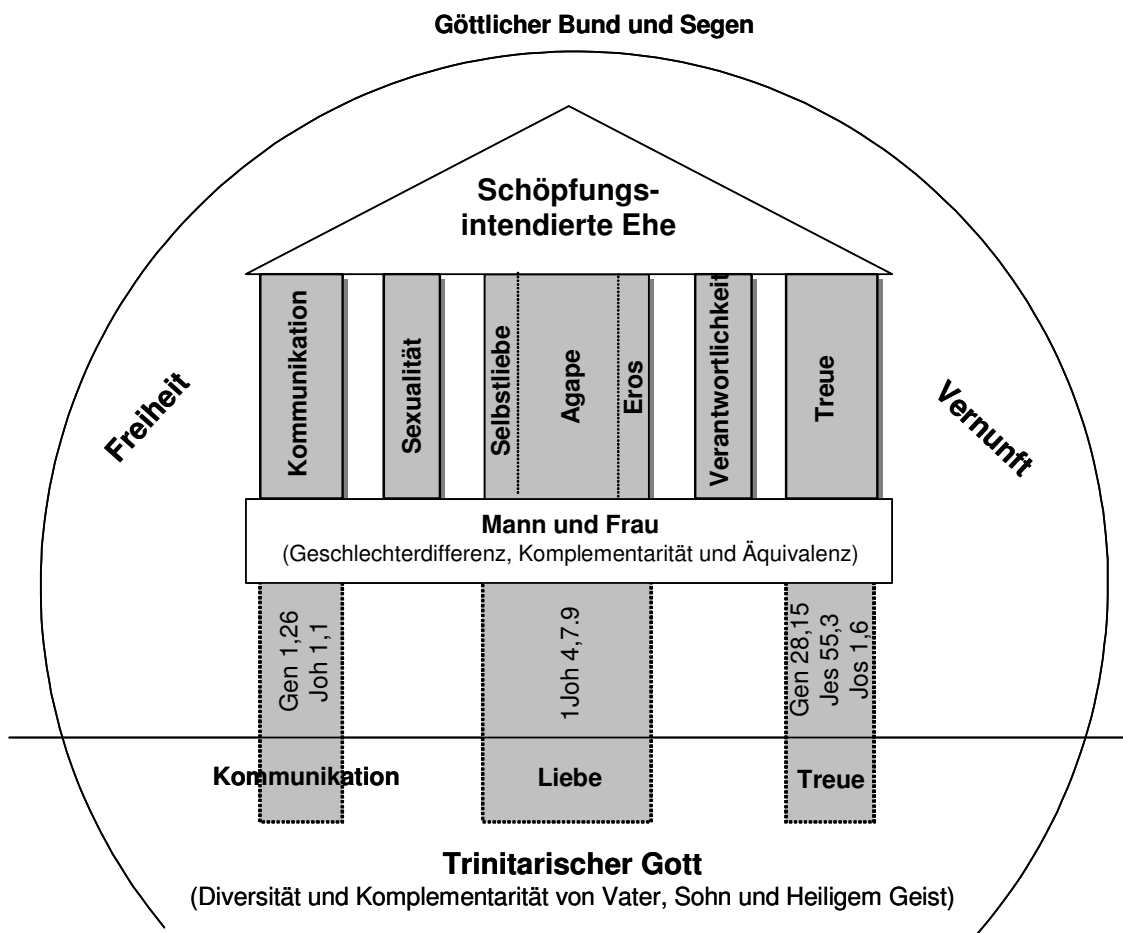 Göttlicher Bund und Segen
Schöpfungs-
intendierte Ehe
Freiheit
Vernunft
Kommunikation
Sexualität
Selbstliebe
Agape
Eros
Verantwortlichkeit
Treue
Mann und Frau
(Geschlechterdifferenz, Komplementarität und Äquivalenz)
Gen 1,26
Joh 1,1
1Joh 4,7.9
Gen 28,15
Jes 55,3
Jos 1,6
Kommunikation
Liebe
Treue
Trinitarischer Gott
(Diversität und Komplementarität von Vater, Sohn und Heiligem Geist)